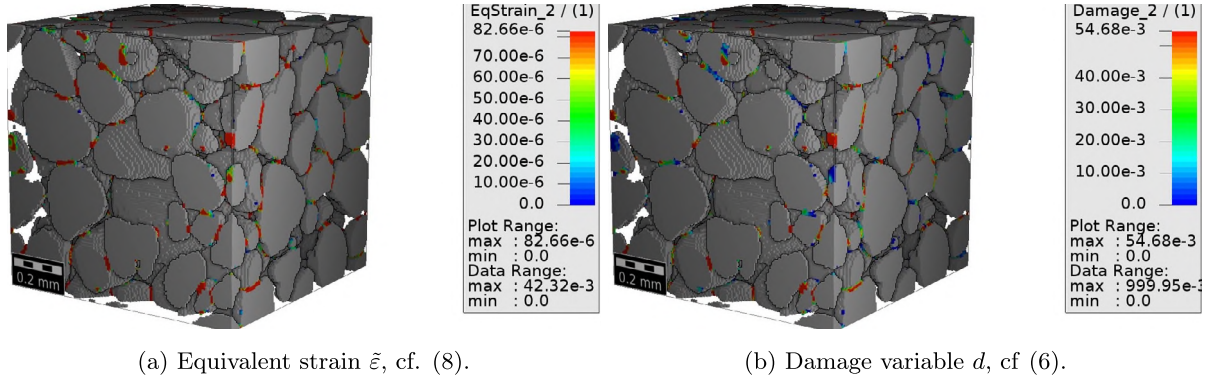 EqStrain_2 / (1)
82.66e-6
70.00e-6
60.00e-6
50.00e-6
40.00e-6
30.00e-6
20.00e-6
10.00e-6
0.0
Plot Range:
max : 82.66e-6
min : 0.0
Data Range:
max : 42.32e-3
min : 0.0
0.2 mm
Damage_2 / (1)
54.68e-3
40.00e-3
30.00e-3
20.00e-3
10.00e-3
0.0
Plot Range:
max : 54.68e-3
min : 0.0
Data Range:
max : 999.95e-
min : 0.0
0.2 mm
(a) Equivalent strain ε̃, cf. (8).
(b) Damage variable d, cf (6).